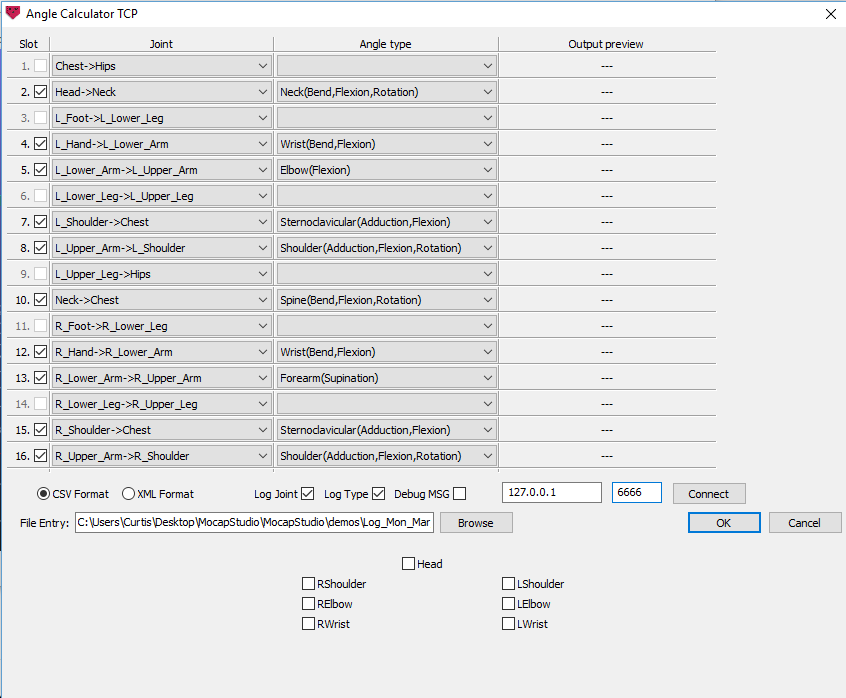 Angle Calculator TCP
Slot Joint Angle type Output preview
1. Chest->Hips ---
2. Head->Neck Neck(Bend,Flexion,Rotation) ---
3. L_Foot->L_Lower_Leg ---
4. L_Hand->L_Lower_Arm Wrist(Bend,Flexion) ---
5. L_Lower_Arm->L_Upper_Arm Elbow(Flexion) ---
6. L_Lower_Leg->L_Upper_Leg ---
7. L_Shoulder->Chest Sternoclavicular(Adduction,Flexion) ---
8. L_Upper_Arm->L_Shoulder Shoulder(Adduction,Flexion,Rotation) ---
9. L_Upper_Leg->Hips ---
10. Neck->Chest Spine(Bend,Flexion,Rotation) ---
11. R_Foot->R_Lower_Leg ---
12. R_Hand->R_Lower_Arm Wrist(Bend,Flexion) ---
13. R_Lower_Arm->R_Upper_Arm Forearm(Supination) ---
14. R_Lower_Leg->R_Upper_Leg ---
15. R_Shoulder->Chest Sternoclavicular(Adduction,Flexion) ---
16. R_Upper_Arm->R_Shoulder Shoulder(Adduction,Flexion,Rotation) ---
CSV Format XML Format Log Joint Log Type Debug MSG 127.0.0.1 6666 Connect
File Entry: C:\Users\Curtis\Desktop\MocapStudio\MocapStudio\demos\Log_Mon_Mar Browse OK Cancel
Head
RShoulder LShoulder
RElbow LElbow
RWrist LWrist